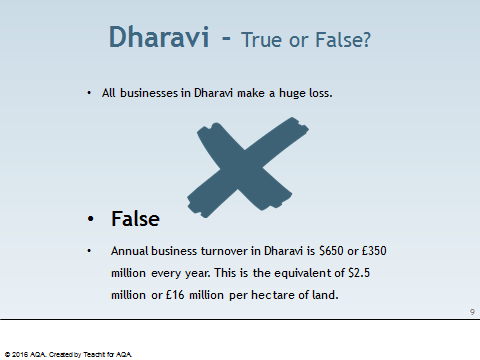 Dharavi - True or False?
• All businesses in Dharavi make a huge loss.
• False
• Annual business turnover in Dharavi is $650 or £350
million every year. This is the equivalent of $2.5
million or £16 million per hectare of land.
9
© 2016 AQA. Created by Teachit for AQA.